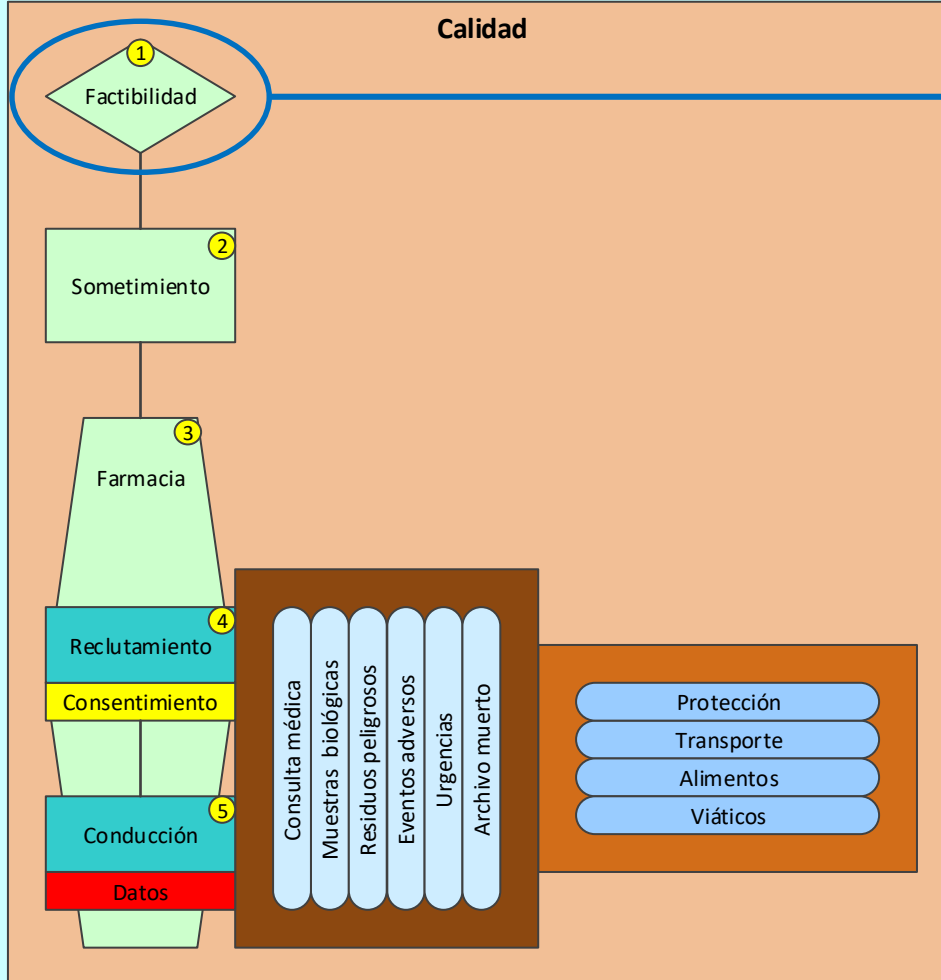 Calidad
1
Factibilidad
2
Sometimiento
3
Farmacia
4
Reclutamiento
Consentimiento
5
Conducción
Datos
Consulta médica
Muestras biológicas
Residuos peligrosos
Eventos adversos
Urgencias
Archivo muerto
Protección
Transporte
Alimentos
Viáticos